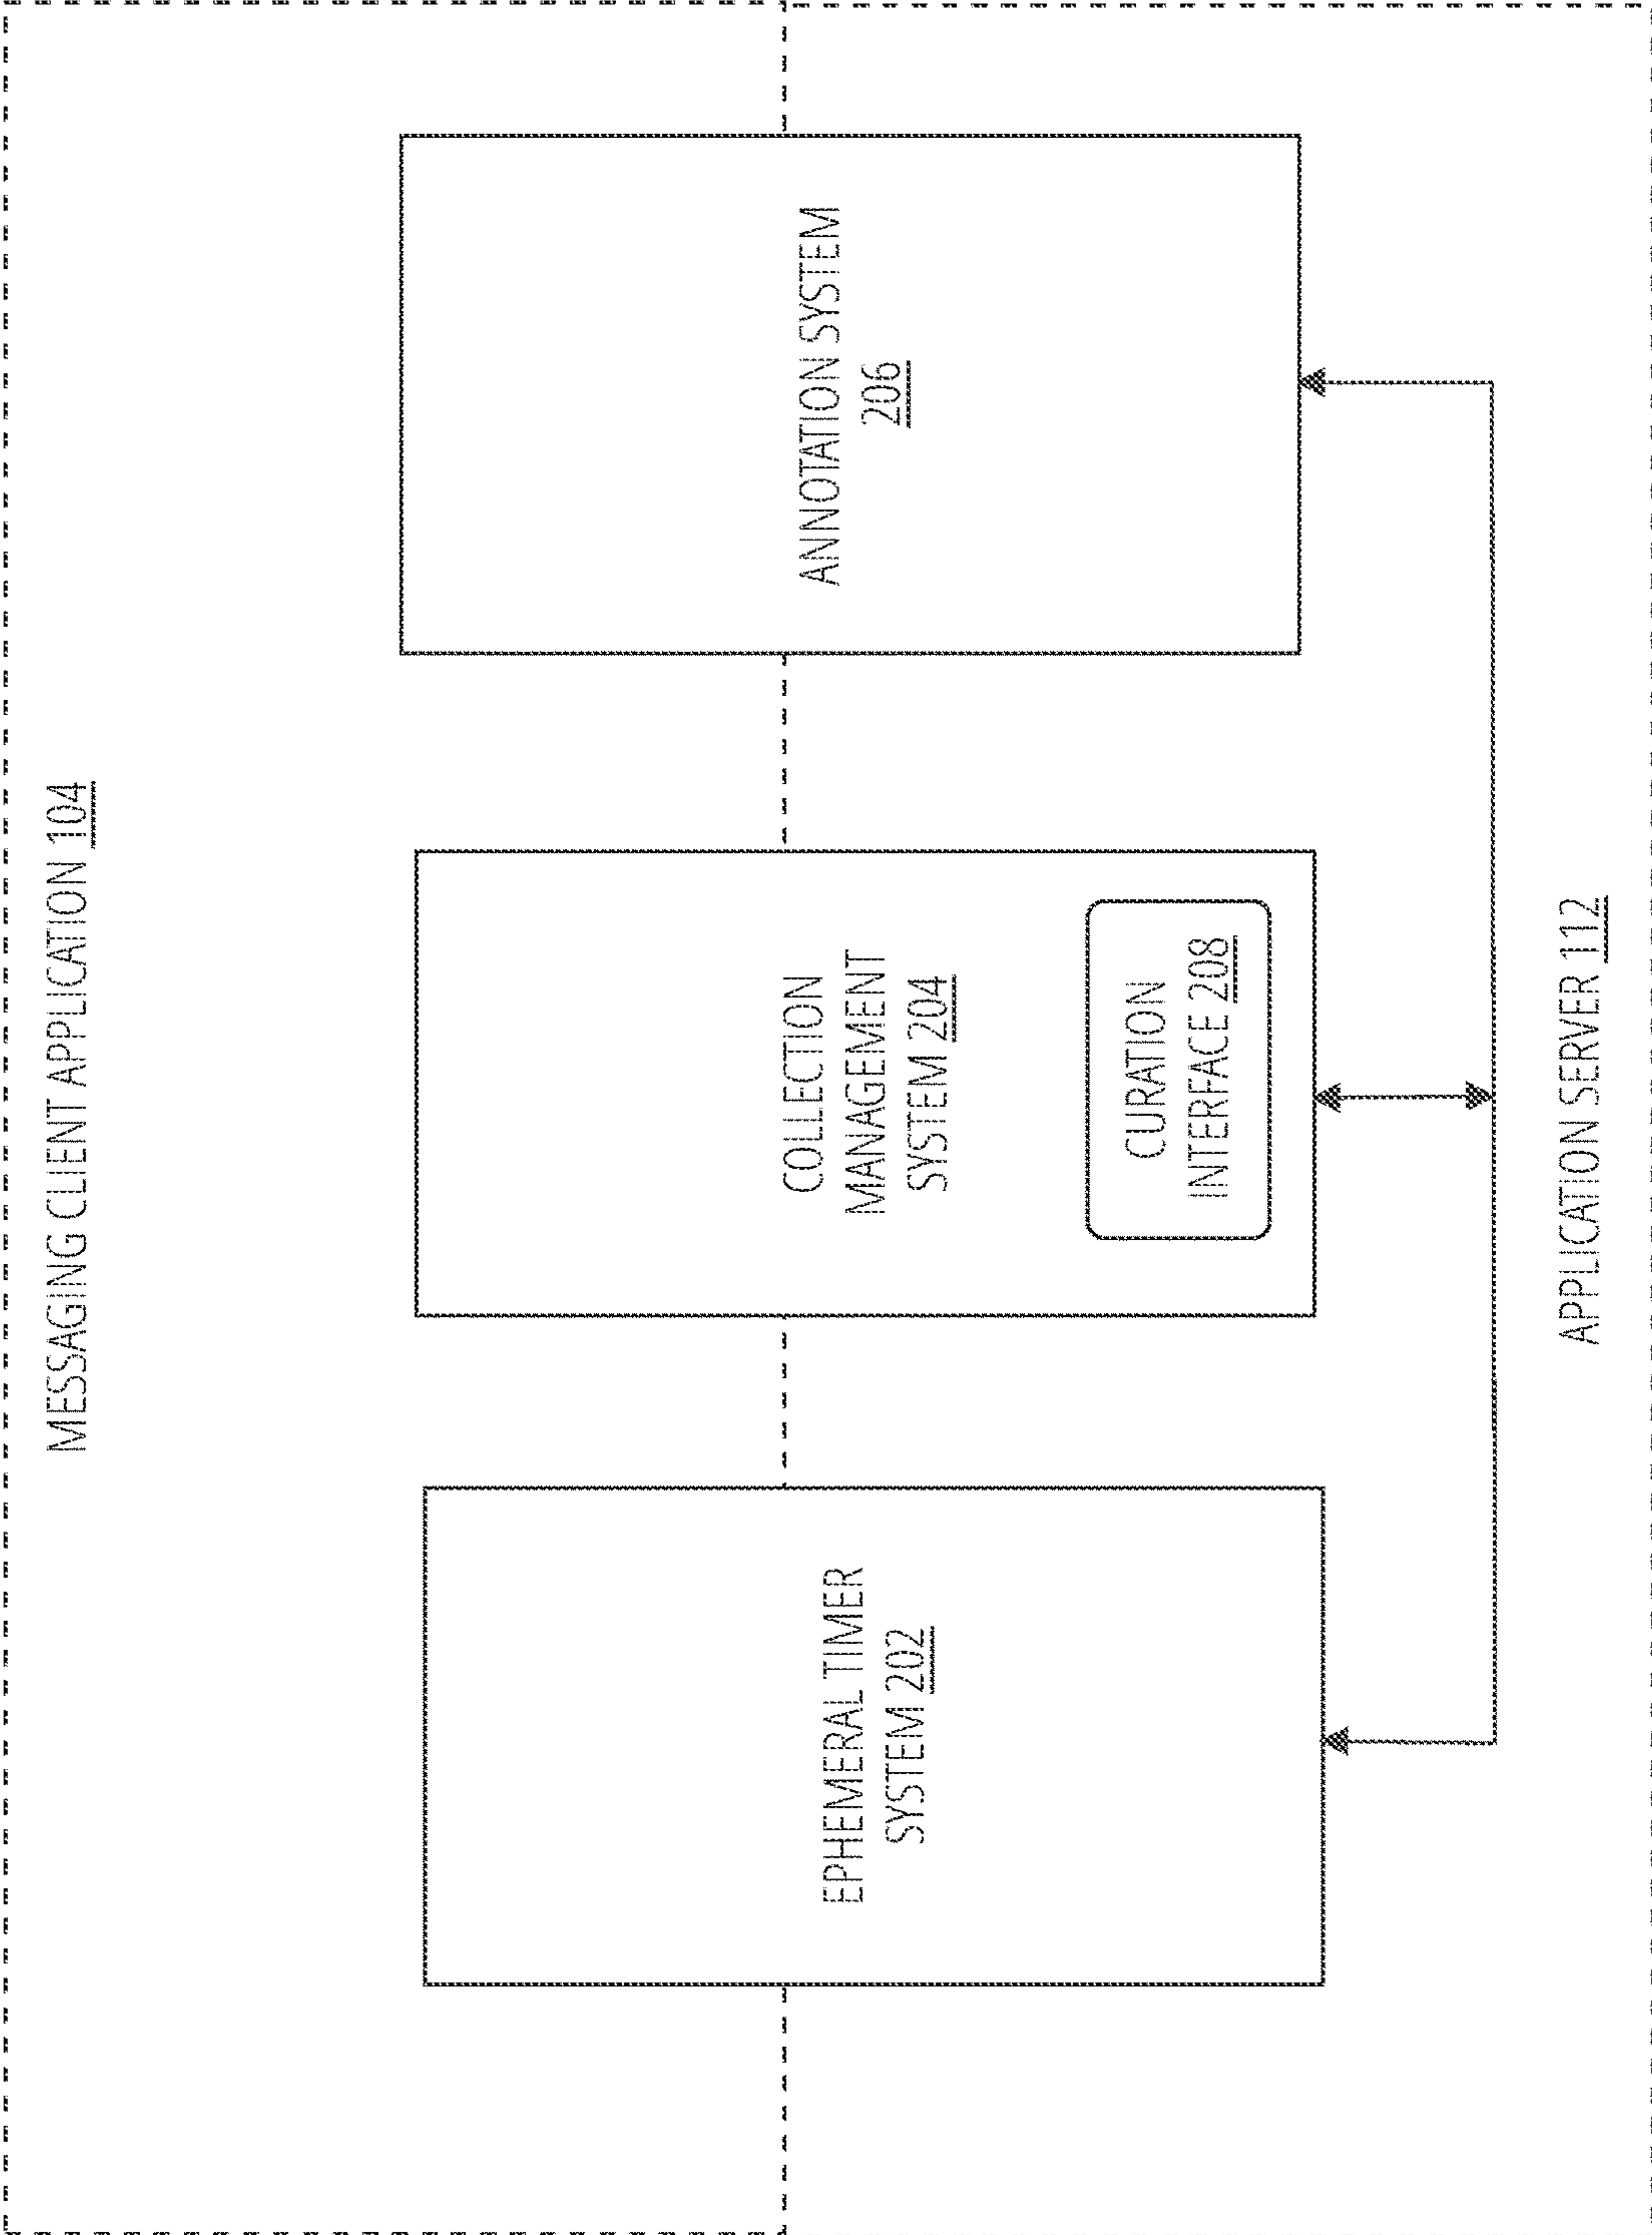 MESSAGING CLIENT APPLICATION 104
EPHEMERAL TIMER
SYSTEM 202
COLLECTION
MANAGEMENT
SYSTEM 204
CURATION
INTERFACE 208
ANNOTATION SYSTEM
206
APPLICATION SERVER 112